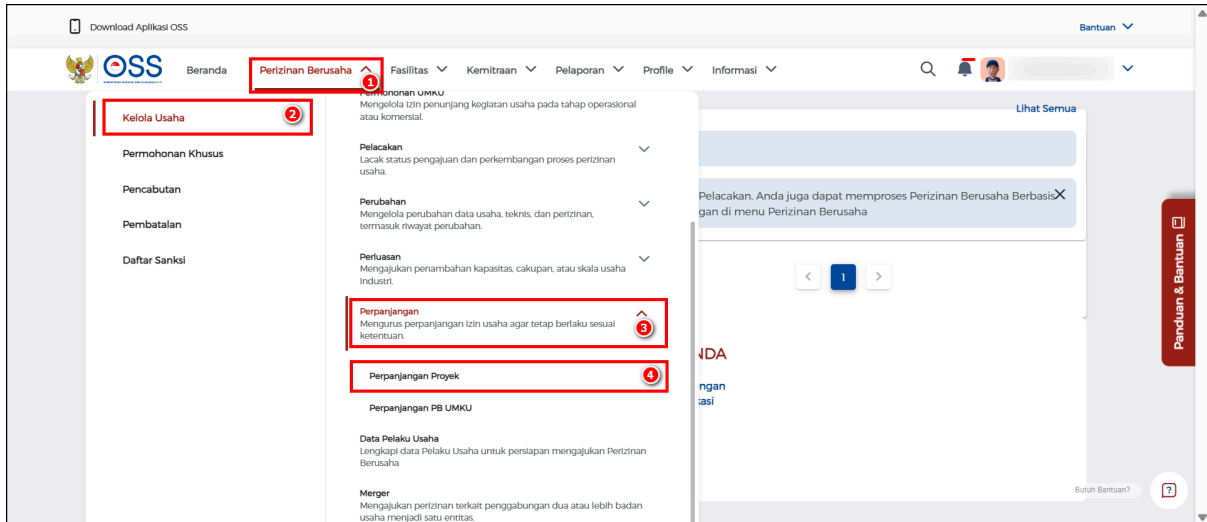 Download Aplikasi OSS
Bantuan
OSS
Beranda
Perizinan Berusaha
1
Fasilitas
Kemitraan
Pelaporan
Profile
Informasi
Kelola Usaha
2
Permohonan Khusus
Pencabutan
Pembatalan
Daftar Sanksi
Permohonan UMKU
Mengelola izin penunjang kegiatan usaha pada tahap operasional
atau komersial.
Pelacakan
Lacak status pengajuan dan perkembangan proses perizinan
usaha.
Perubahan
Mengelola perubahan data usaha, teknis, dan perizinan,
termasuk riwayat perubahan.
Perluasan
Mengajukan penambahan kapasitas, cakupan, atau skala usaha
industri.
Perpanjangan
Mengurus perpanjangan izin usaha agar tetap berlaku sesuai
ketentuan.
3
Perpanjangan Proyek
4
Perpanjangan PB UMKU
Data Pelaku Usaha
Lengkapi data Pelaku Usaha untuk persiapan mengajukan Perizinan
Berusaha
Merger
Mengajukan perizinan terkait penggabungan dua atau lebih badan
usaha menjadi satu entitas.
Lihat Semua
Pelacakan. Anda juga dapat memproses Perizinan Berusaha Berbasis
gan di menu Perizinan Berusaha
1
NDA
ngan
kasi
Panduan & Bantuan
Butuh Bantuan?
?